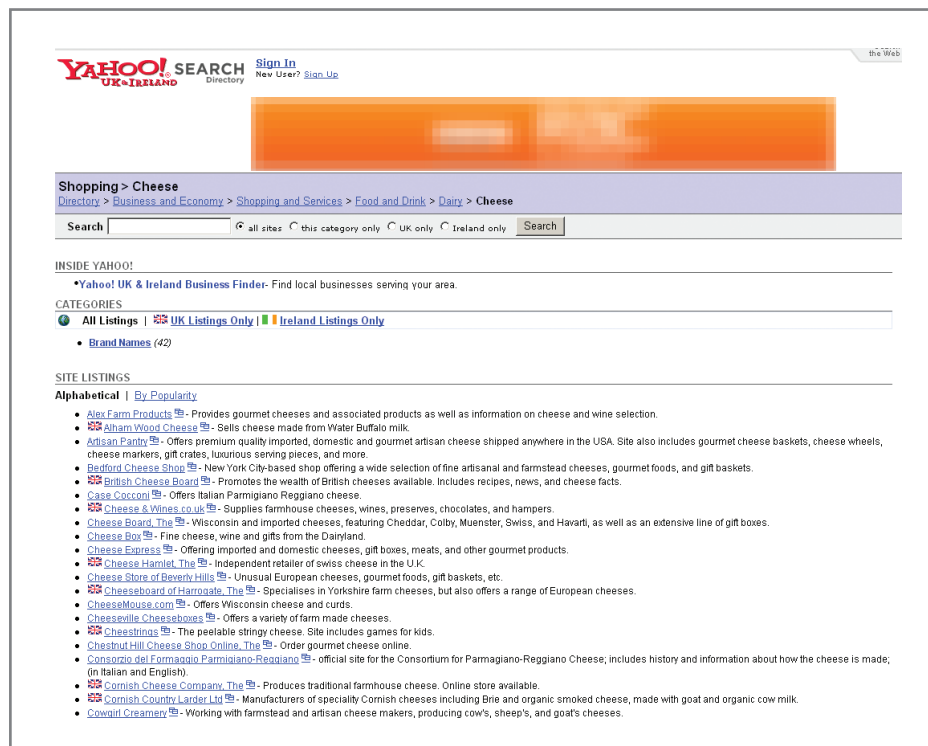 the Web
YAHOO! SEARCH
UK & IRELAND Directory
Sign In
New User? Sign Up
Shopping > Cheese
Directory > Business and Economy > Shopping and Services > Food and Drink > Dairy > Cheese
Search all sites this category only UK only Ireland only Search
INSIDE YAHOO!
•Yahoo! UK & Ireland Business Finder- Find local businesses serving your area.
CATEGORIES
All Listings | UK Listings Only | Ireland Listings Only
• Brand Names (42)
SITE LISTINGS
Alphabetical | By Popularity
• Alex Farm Products - Provides gourmet cheeses and associated products as well as information on cheese and wine selection.
• Alham Wood Cheese - Sells cheese made from Water Buffalo milk.
• Artisan Pantry - Offers premium quality imported, domestic and gourmet artisan cheese shipped anywhere in the USA. Site also includes gourmet cheese baskets, cheese wheels,
cheese markers, gift crates, luxurious serving pieces, and more.
• Bedford Cheese Shop - New York City-based shop offering a wide selection of fine artisanal and farmstead cheeses, gourmet foods, and gift baskets.
• British Cheese Board - Promotes the wealth of British cheeses available. Includes recipes, news, and cheese facts.
• Case Cocconi - Offers Italian Parmigiano Reggiano cheese.
• Cheese & Wines.co.uk - Supplies farmhouse cheeses, wines, preserves, chocolates, and hampers.
• Cheese Board, The - Wisconsin and imported cheeses, featuring Cheddar, Colby, Muenster, Swiss, and Havarti, as well as an extensive line of gift boxes.
• Cheese Box - Fine cheese, wine and gifts from the Dairyland.
• Cheese Express - Offering imported and domestic cheeses, gift boxes, meats, and other gourmet products.
• Cheese Hamlet, The - Independent retailer of swiss cheese in the U.K.
• Cheese Store of Beverly Hills - Unusual European cheeses, gourmet foods, gift baskets, etc.
• Cheeseboard of Harrogate, The - Specialises in Yorkshire farm cheeses, but also offers a range of European cheeses.
• CheeseMouse.com - Offers Wisconsin cheese and curds.
• Cheeseville Cheeseboxes - Offers a variety of farm made cheeses.
• Cheestrings - The peelable stringy cheese. Site includes games for kids.
• Chestnut Hill Cheese Shop Online, The - Order gourmet cheese online.
• Consorzio del Formaggio Parmigiano-Reggiano - official site for the Consortium for Parmagiano-Reggiano Cheese; includes history and information about how the cheese is made;
(in Italian and English).
• Cornish Cheese Company, The - Produces traditional farmhouse cheese. Online store available.
• Cornish Country Larder Ltd - Manufacturers of speciality Cornish cheeses including Brie and organic smoked cheese, made with goat and organic cow milk.
• Cowgirl Creamery - Working with farmstead and artisan cheese makers, producing cow's, sheep's, and goat's cheeses.